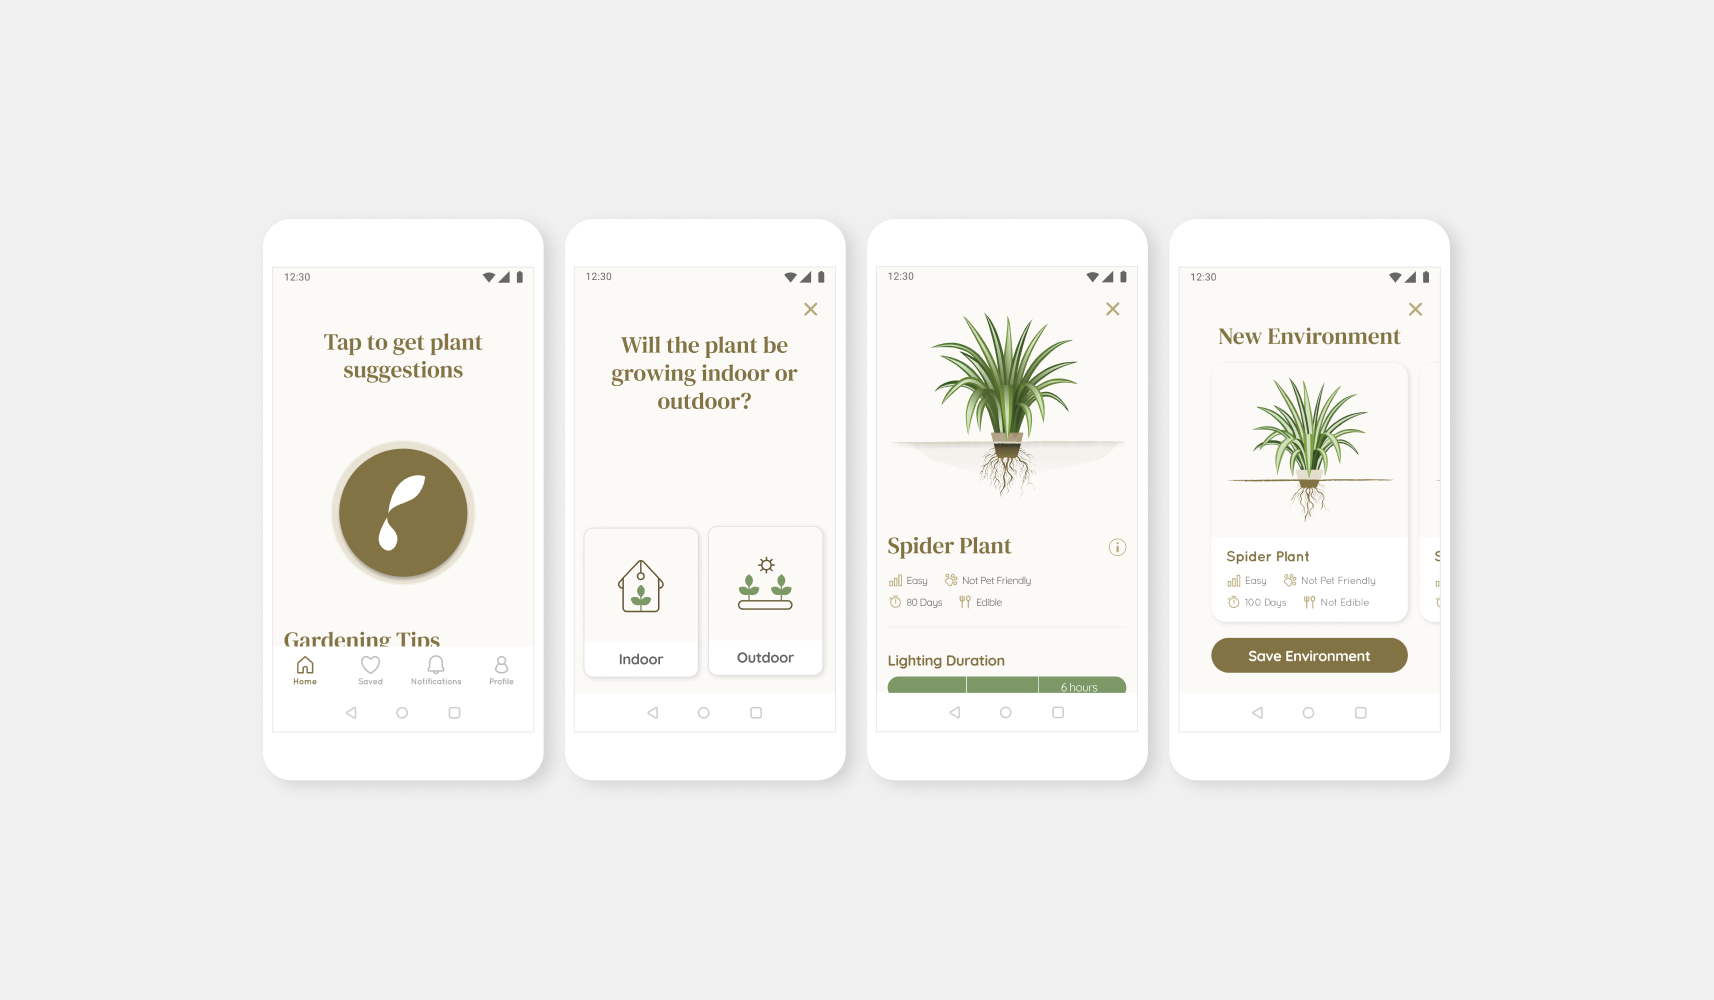 12:30
Tap to get plant
suggestions
Gardening Tips
Home
Saved
Notifications
Profile
12:30
Will the plant be
growing indoor or
outdoor?
Indoor
Outdoor
12:30
Spider Plant
Easy
Not Pet Friendly
80 Days
Edible
Lighting Duration
6 hours
12:30
New Environment
Spider Plant
Easy
Not Pet Friendly
100 Days
Not Edible
S
Save Environment